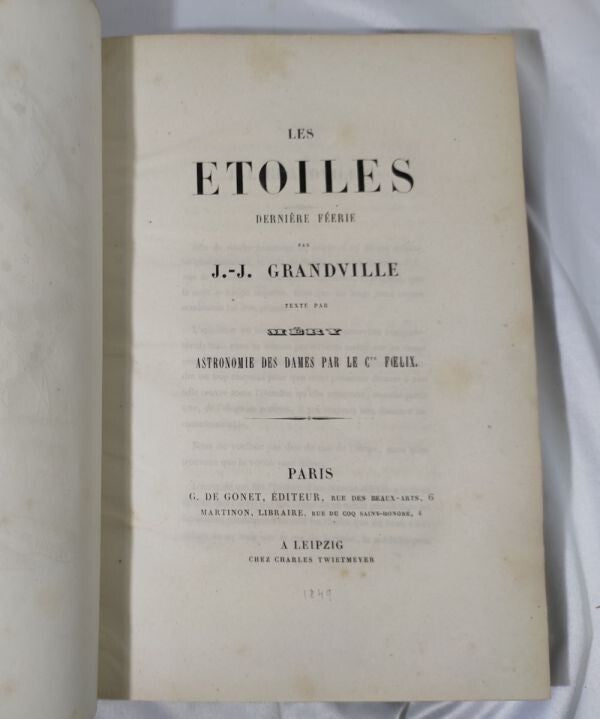 LES
ETOILES
DERNIÈRE FÉERIE
PAR
J.-J. GRANDVILLE
TEXTE PAR
MÉRY
ASTRONOMIE DES DAMES PAR LE Cte FŒLIX.
PARIS
G. DE GONET, ÉDITEUR, RUE DES BEAUX-ARTS, 6
MARTINON, LIBRAIRE, RUE DU COQ SAINT-HONORÉ, 4
A LEIPZIG
CHEZ CHARLES TWIETMEYER
1849